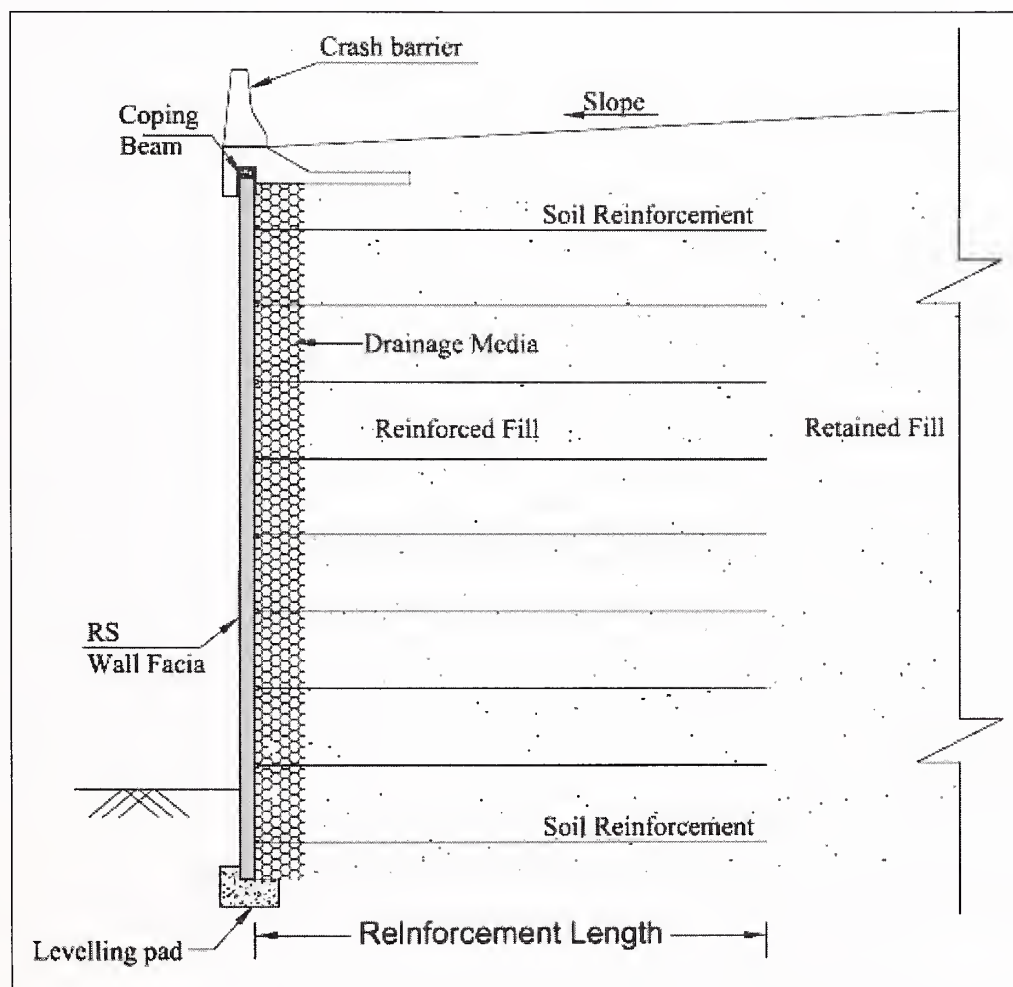 Crash barrier
Slope
Coping
Beam
Soil Reinforcement
Drainage Media
Reinforced Fill
Retained Fill
RS
Wall Facia
Soil Reinforcement
Reinforcement Length
Levelling pad